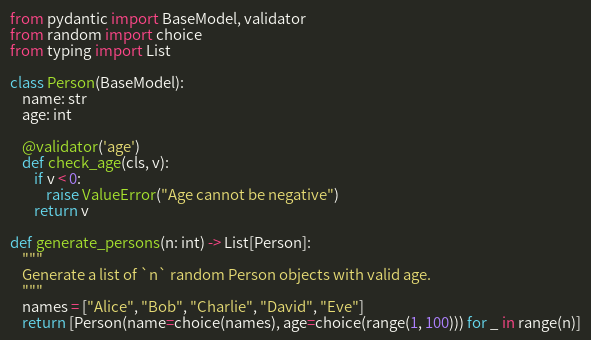 from pydantic import BaseModel, validator
from random import choice
from typing import List

class Person(BaseModel):
    name: str
    age: int

    @validator('age')
    def check_age(cls, v):
        if v < 0:
            raise ValueError("Age cannot be negative")
        return v

def generate_persons(n: int) -> List[Person]:
    """
    Generate a list of `n` random Person objects with valid age.
    """
    names = ["Alice", "Bob", "Charlie", "David", "Eve"]
    return [Person(name=choice(names), age=choice(range(1, 100))) for _ in range(n)]